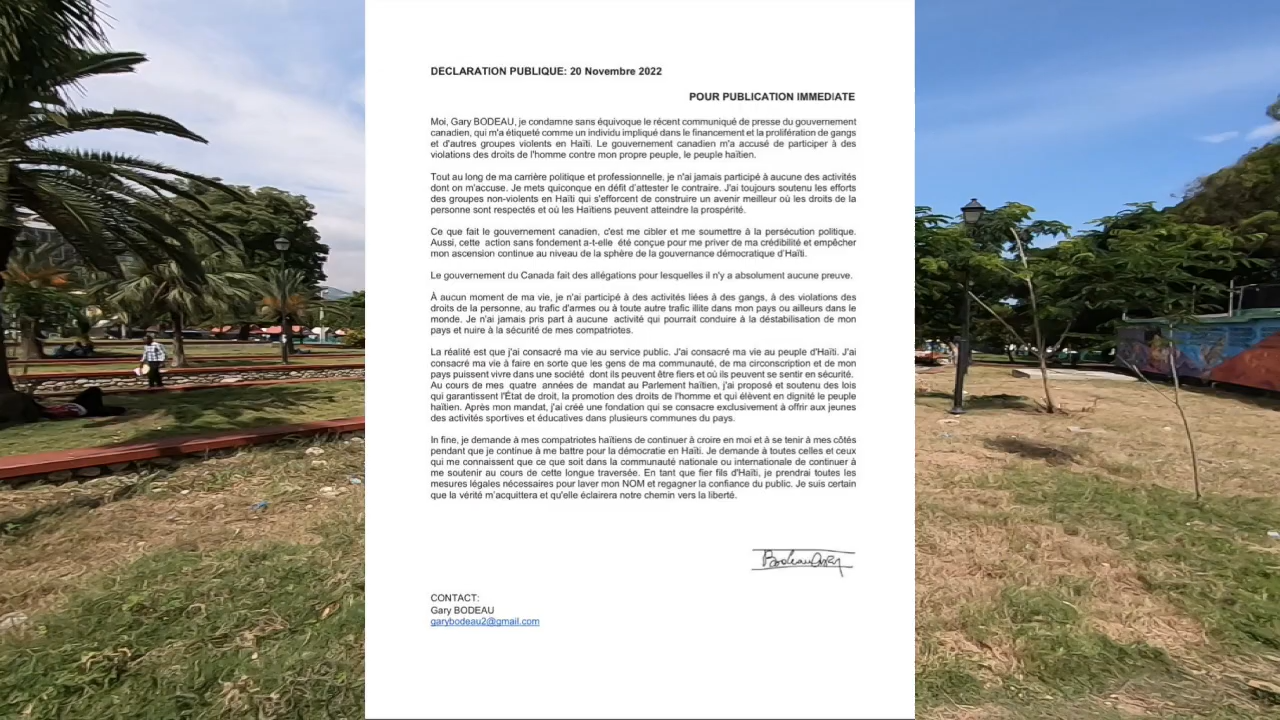 DECLARATION PUBLIQUE: 20 Novembre 2022
POUR PUBLICATION IMMEDIATE
Moi, Gary BODEAU, je condamne sans équivoque le récent communiqué de presse du gouvernement
canadien, qui m'a étiqueté comme un individu impliqué dans le financement et la prolifération de gangs
et d'autres groupes violents en Haïti. Le gouvernement canadien m'a accusé de participer à des
violations des droits de l'homme contre mon propre peuple, le peuple haïtien.
Tout au long de ma carrière politique et professionnelle, je n'ai jamais participé à aucune des activités
dont on m'accuse. Je mets quiconque en défit d'attester le contraire. J'ai toujours soutenu les efforts
des groupes non-violents en Haïti qui s'efforcent de construire un avenir meilleur où les droits de la
personne sont respectés et où les Haïtiens peuvent atteindre la prospérité.
Ce que fait le gouvernement canadien, c'est me cibler et me soumettre à la persécution politique.
Aussi, cette action sans fondement a-t-elle été conçue pour me priver de ma crédibilité et empêcher
mon ascension continue au niveau de la sphère de la gouvernance démocratique d'Haïti.
Le gouvernement du Canada fait des allégations pour lesquelles il n'y a absolument aucune preuve.
À aucun moment de ma vie, je n'ai participé à des activités liées à des gangs, à des violations des
droits de la personne, au trafic d'armes ou à toute autre trafic illite dans mon pays ou ailleurs dans le
monde. Je n'ai jamais pris part à aucune activité qui pourrait conduire à la déstabilisation de mon
pays et nuire à la sécurité de mes compatriotes.
La réalité est que j'ai consacré ma vie au service public. J'ai consacré ma vie au peuple d'Haïti. J'ai
consacré ma vie à faire en sorte que les gens de ma communauté, de ma circonscription et de mon
pays puissent vivre dans une société dont ils peuvent être fiers et où ils peuvent se sentir en sécurité.
Au cours de mes quatre années de mandat au Parlement haïtien, j'ai proposé et soutenu des lois
qui garantissent l'État de droit, la promotion des droits de l'homme et qui élèvent en dignité le peuple
haïtien. Après mon mandat, j'ai créé une fondation qui se consacre exclusivement à offrir aux jeunes
des activités sportives et éducatives dans plusieurs communes du pays.
In fine, je demande à mes compatriotes haïtiens de continuer à croire en moi et à se tenir à mes côtés
pendant que je continue à me battre pour la démocratie en Haïti. Je demande à toutes celles et ceux
qui me connaissent que ce que soit dans la communauté nationale ou internationale de continuer à
me soutenir au cours de cette longue traversée. En tant que fier fils d'Haïti, je prendrai toutes les
mesures légales nécessaires pour laver mon NOM et regagner la confiance du public. Je suis certain
que la vérité m'acquittera et qu'elle éclairera notre chemin vers la liberté.
Bodeau Gary
CONTACT:
Gary BODEAU
garybodeau2@gmail.com